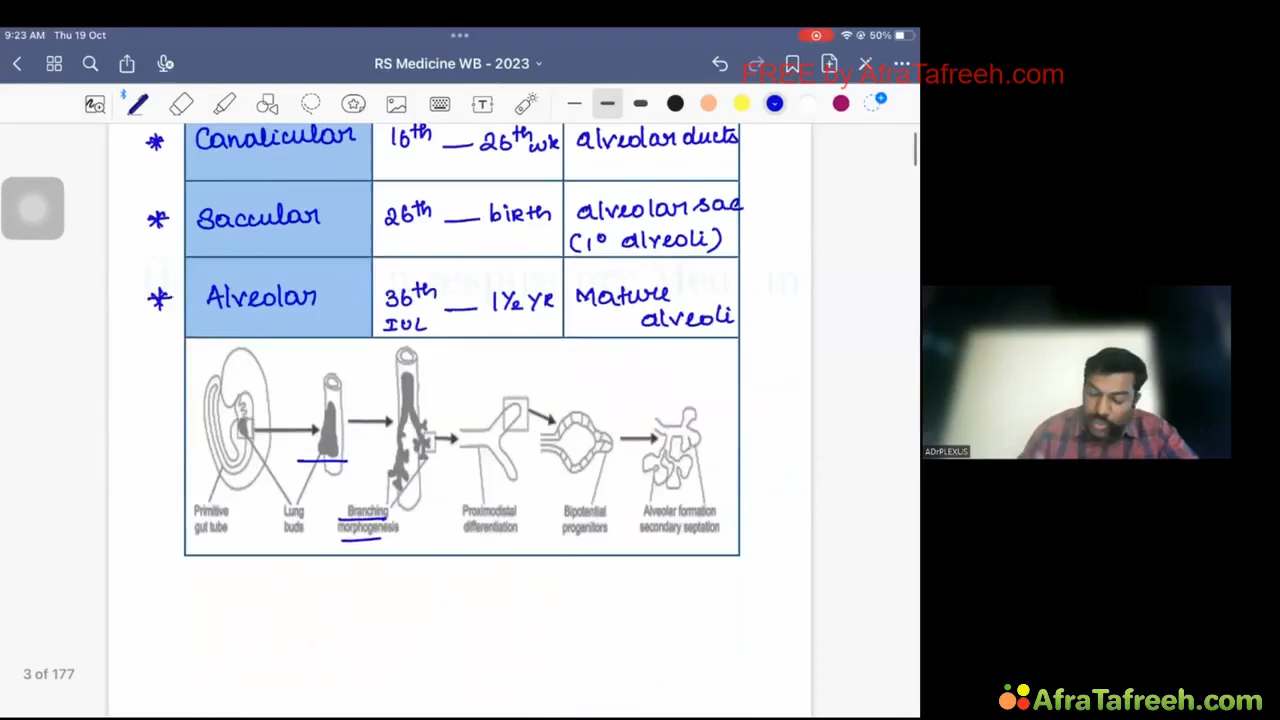 9:23 AM Thu 19 Oct
50%
RS Medicine WB - 2023
FREE by AfraTafreeh.com
T
* Canalicular 16th — 26th wk alveolar ducts
* Saccular 26th — birth alveolar sac
(1° alveoli)
* Alveolar 36th — 1½ yr Mature
IUL alveoli
Primitive
gut tube
Lung
buds
Branching
morphogenesis
Proximodistal
differentiation
Bipotential
progenitors
Alveolar formation
secondary septation
ADrPLEXUS
3 of 177
AfraTafreeh.com